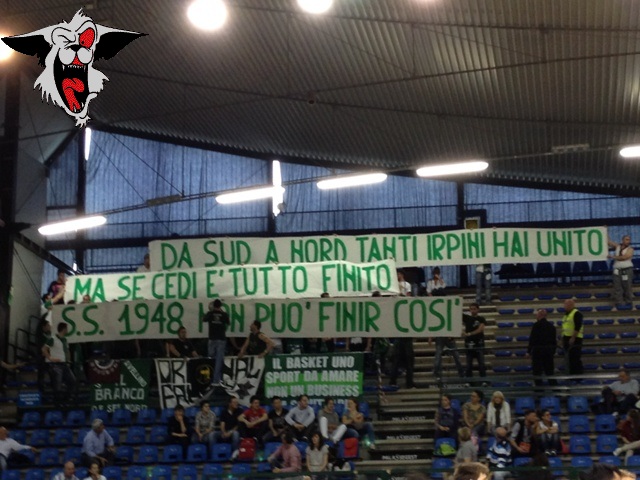 DA SUD A NORD TANTI IRPINI HAI UNITO
MA SE CEDI E' TUTTO FINITO
S.S. 1948 NON PUO' FINIR COSI'
IL BASKET UNO
SPORT DA AMARE
NON UN BUSINESS
IL
BRANCO